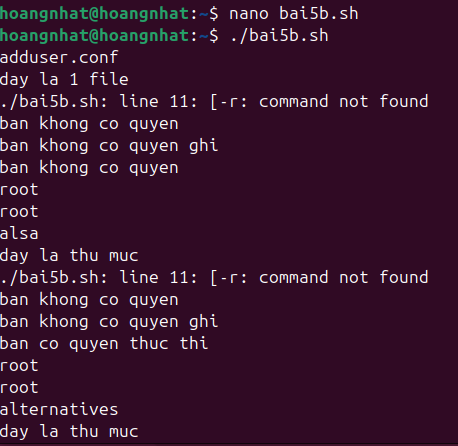 hoangnhat@hoangnhat:~$ nano bai5b.sh
hoangnhat@hoangnhat:~$ ./bai5b.sh
adduser.conf
day la 1 file
./bai5b.sh: line 11: [-r: command not found
ban khong co quyen
ban khong co quyen ghi
ban khong co quyen
root
root
alsa
day la thu muc
./bai5b.sh: line 11: [-r: command not found
ban khong co quyen
ban khong co quyen ghi
ban co quyen thuc thi
root
root
alternatives
day la thu muc